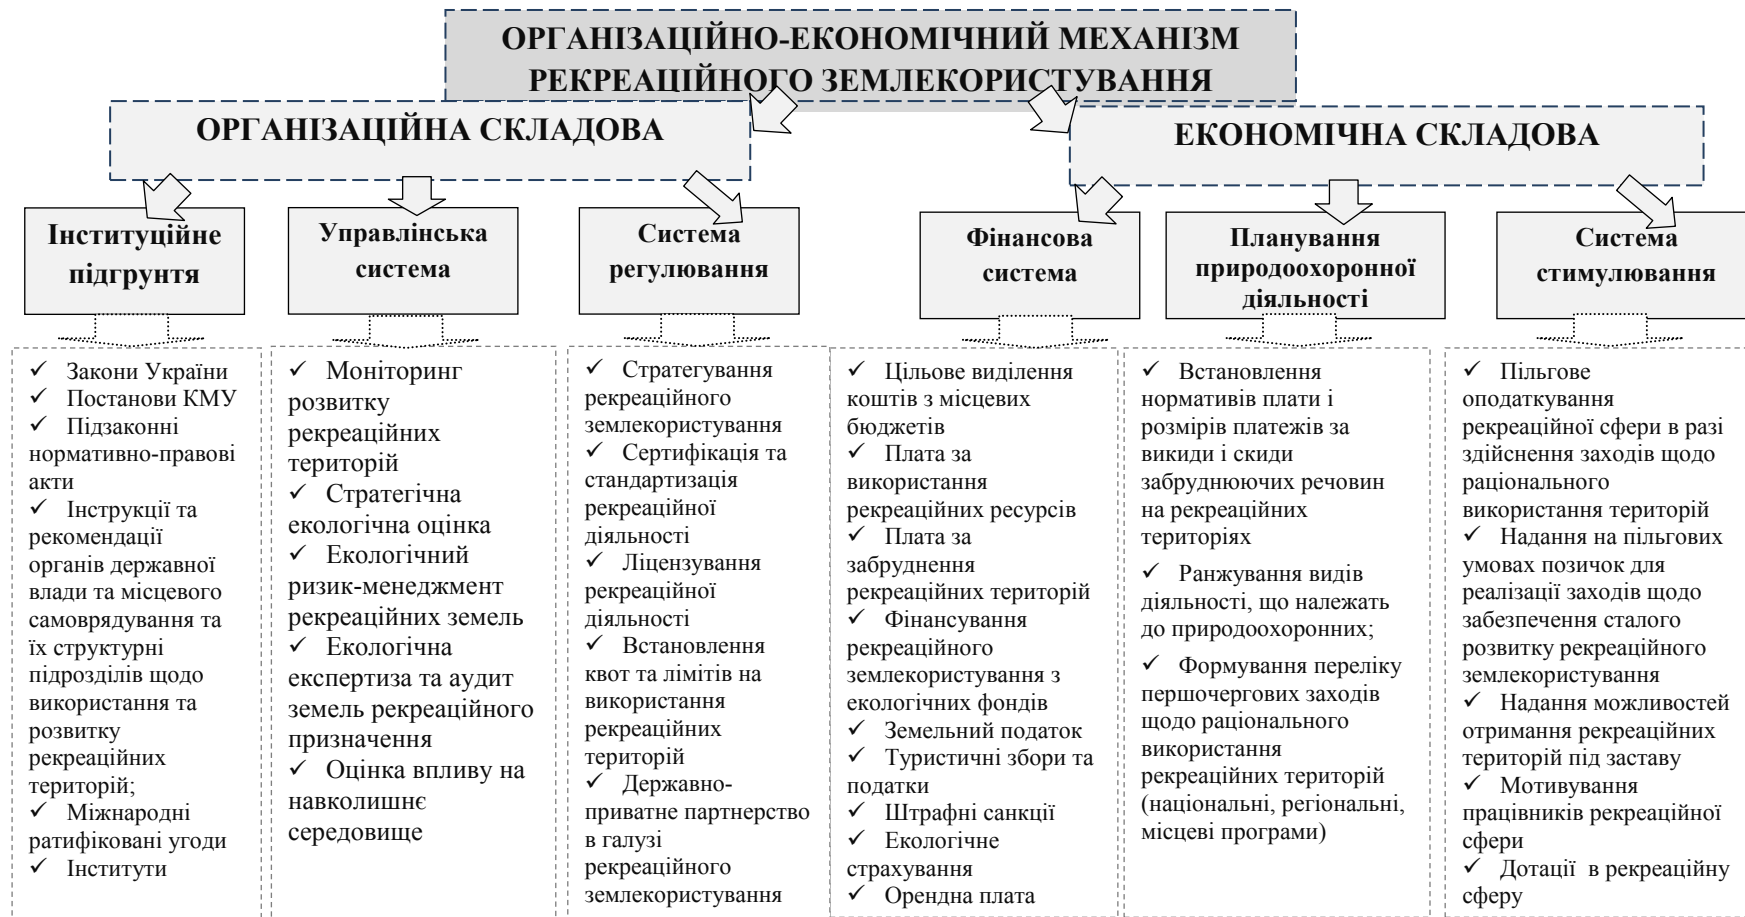 ОРГАНІЗАЦІЙНО-ЕКОНОМІЧНИЙ МЕХАНІЗМ
РЕКРЕАЦІЙНОГО ЗЕМЛЕКОРИСТУВАННЯ
ОРГАНІЗАЦІЙНА СКЛАДОВА
ЕКОНОМІЧНА СКЛАДОВА
Інституційне
підгрунтя
Управлінська
система
Система
регулювання
Фінансова
система
Планування
природоохоронної
діяльності
Система
стимулювання
✓ Закони України
✓ Постанови КМУ
✓ Підзаконні
нормативно-правові
акти
✓ Інструкції та
рекомендації
органів державної
влади та місцевого
самоврядування та
їх структурні
підрозділів щодо
використання та
розвитку
рекреаційних
територій;
✓ Міжнародні
ратифіковані угоди
✓ Інститути
✓ Моніторинг
розвитку
рекреаційних
територій
✓ Стратегічна
екологічна оцінка
✓ Екологічний
ризик-менеджмент
рекреаційних земель
✓ Екологічна
експертиза та аудит
земель рекреаційного
призначення
✓ Оцінка впливу на
навколишнє
середовище
✓ Стратегування
рекреаційного
землекористування
✓ Сертифікація та
стандартизація
рекреаційної
діяльності
✓ Ліцензування
рекреаційної
діяльності
✓ Встановлення
квот та лімітів на
використання
рекреаційних
територій
✓ Державно-
приватне партнерство
в галузі
рекреаційного
землекористування
✓ Цільове виділення
коштів з місцевих
бюджетів
✓ Плата за
використання
рекреаційних ресурсів
✓ Плата за
забруднення
рекреаційних територій
✓ Фінансування
рекреаційного
землекористування з
екологічних фондів
✓ Земельний податок
✓ Туристичні збори та
податки
✓ Штрафні санкції
✓ Екологічне
страхування
✓ Орендна плата
✓ Встановлення
нормативів плати і
розмірів платежів за
викиди і скиди
забруднюючих речовин
на рекреаційних
територіях
✓ Ранжування видів
діяльності, що належать
до природоохоронних;
✓ Формування переліку
першочергових заходів
щодо раціонального
використання
рекреаційних територій
(національні, регіональні,
місцеві програми)
✓ Пільгове
оподаткування
рекреаційної сфери в разі
здійснення заходів щодо
раціонального
використання територій
✓ Надання на пільгових
умовах позичок для
реалізації заходів щодо
забезпечення сталого
розвитку рекреаційного
землекористування
✓ Надання можливостей
отримання рекреаційних
територій під заставу
✓ Мотивування
працівників рекреаційної
сфери
✓ Дотації в рекреаційну
сферу